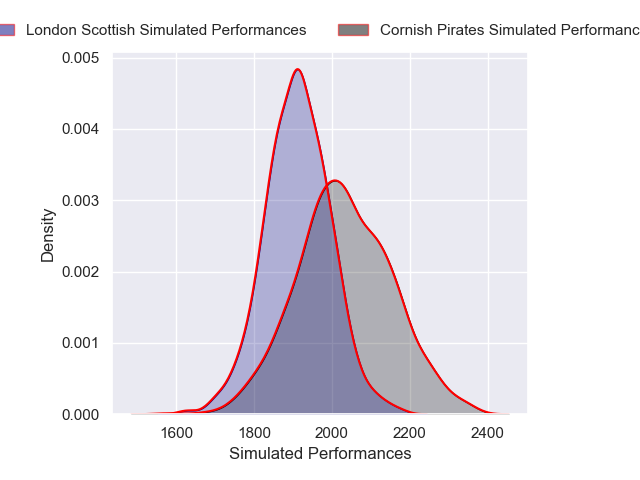 London Scottish Simulated Performances
Cornish Pirates Simulated Performanc
0.005
0.004
0.003
0.002
0.001
0.000
Density
1600
1800
2000
2200
2400
Simulated Performances